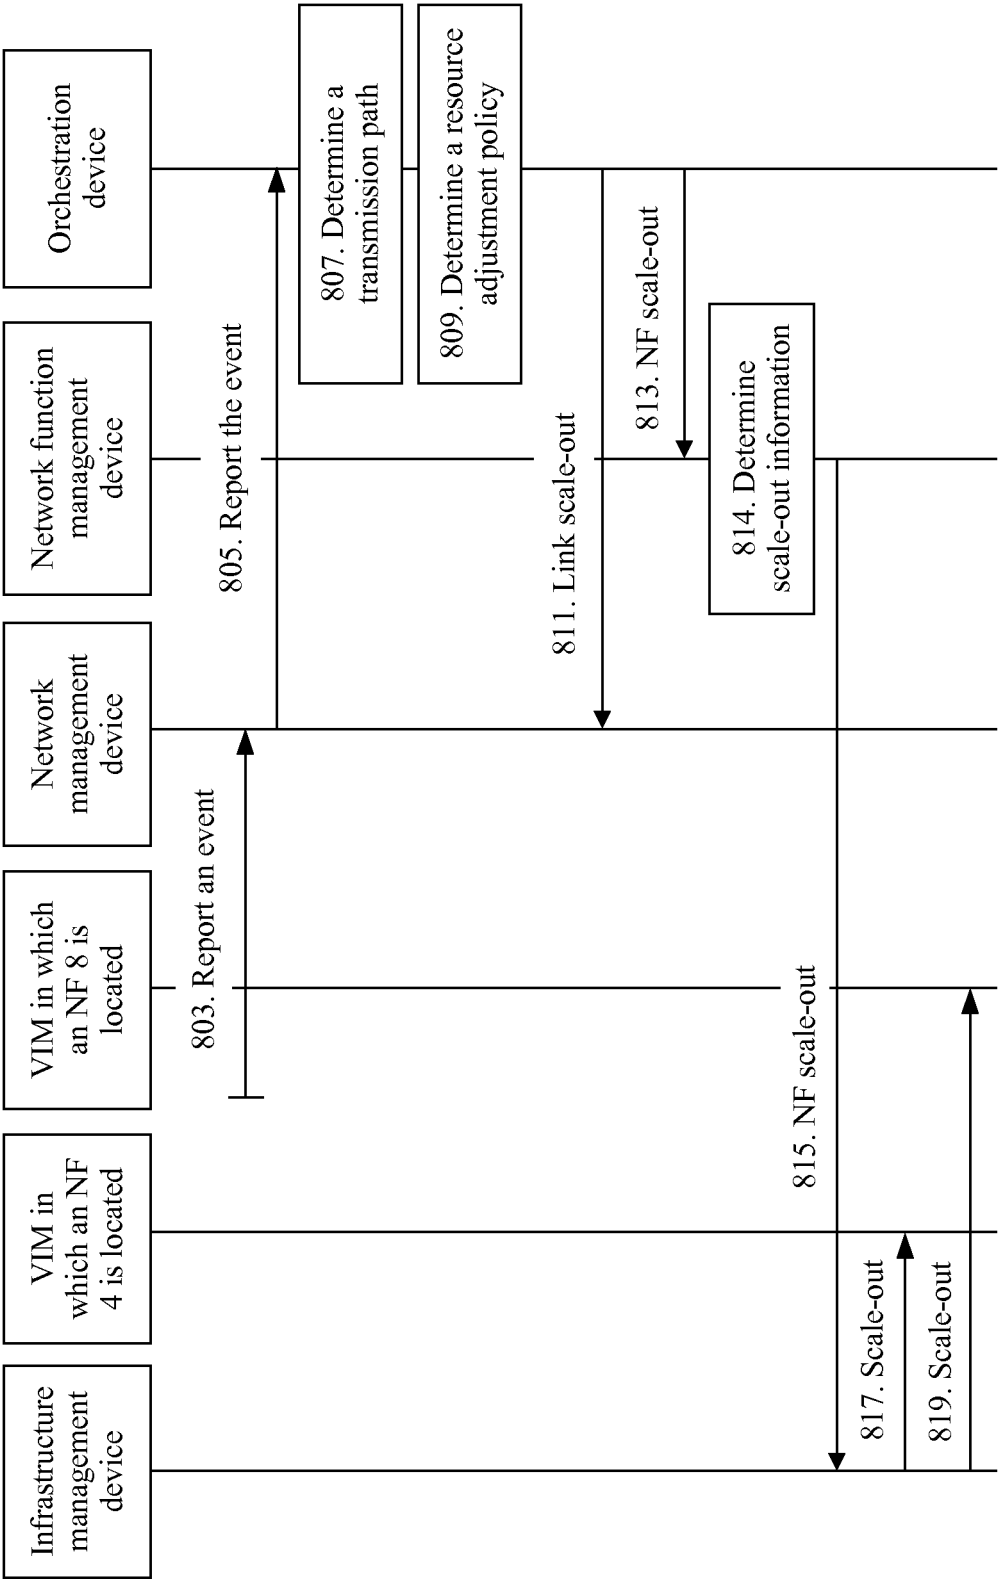 Infrastructure
management
device
VIM in
which an NF
4 is located
VIM in which
an NF 8 is
located
Network
management
device
Network function
management
device
Orchestration
device
803. Report an event
805. Report the event
807. Determine a
transmission path
809. Determine a resource
adjustment policy
811. Link scale-out
813. NF scale-out
814. Determine
scale-out information
815. NF scale-out
817. Scale-out
819. Scale-out